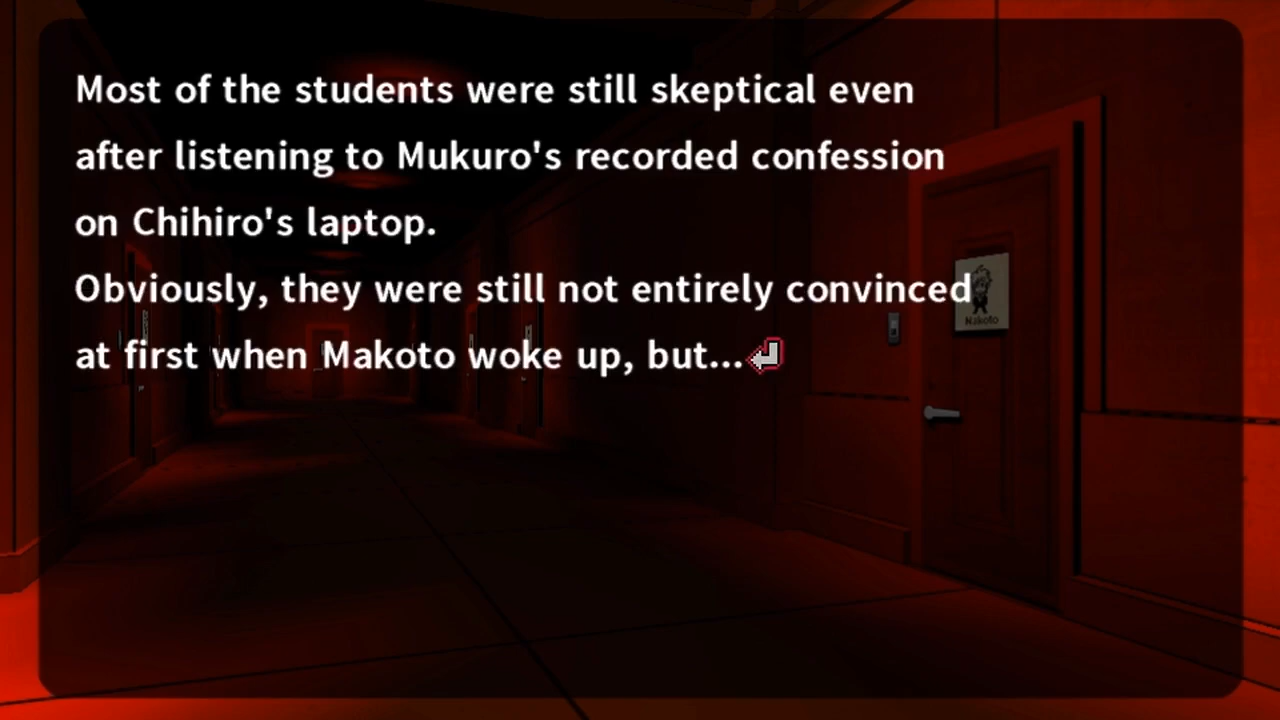 Most of the students were still skeptical even
after listening to Mukuro's recorded confession
on Chihiro's laptop.
Obviously, they were still not entirely convinced
Nakoto
at first when Makoto woke up, but...